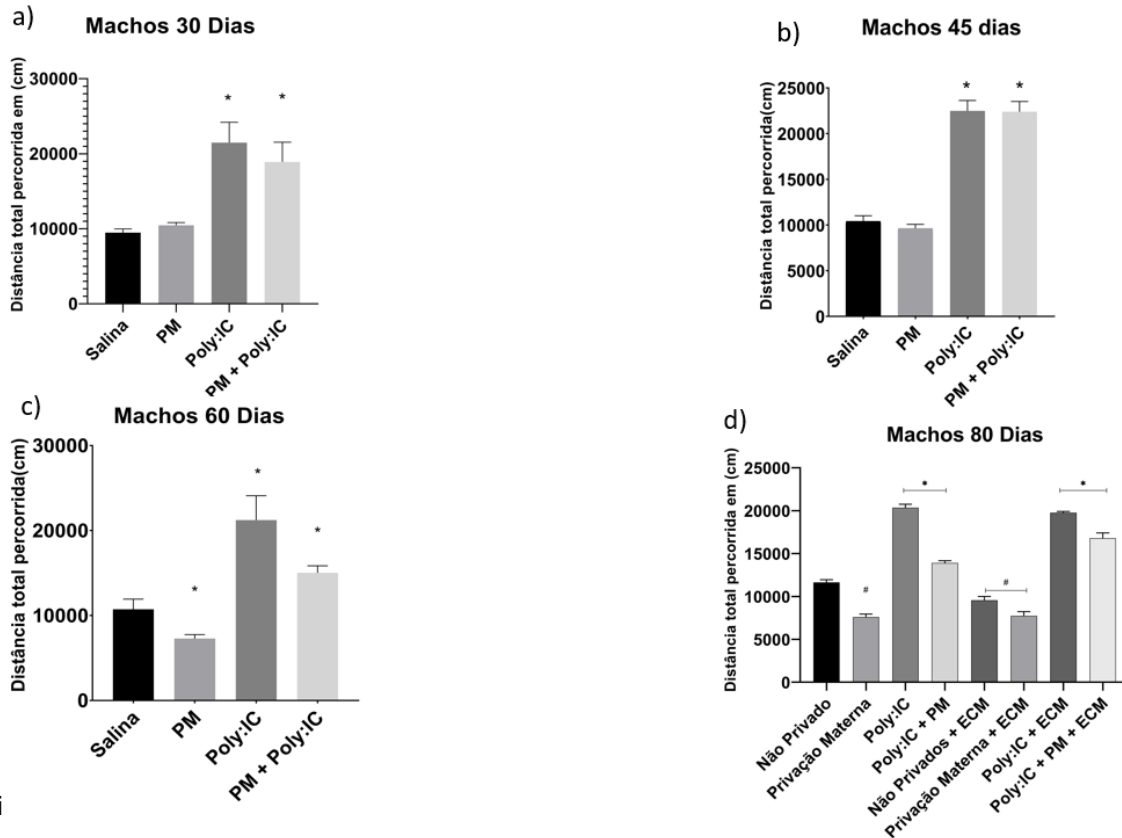 a)
Machos 30 Dias
Distância total percorrida em (cm)
30000
20000
10000
0
*
*
Salina
PM
Poly:IC
PM + Poly:IC
b)
Machos 45 dias
Distância total percorrida(cm)
25000
20000
15000
10000
5000
0
*
*
Salina
PM
Poly:IC
PM + Poly:IC
c)
Machos 60 Dias
Distância total percorrida(cm)
30000
20000
10000
0
*
*
*
Salina
PM
Poly:IC
PM + Poly:IC
i
d)
Machos 80 Dias
Distância total percorrida em (cm)
25000
20000
15000
10000
5000
0
#
*
#
*
Não Privado
Privação Materna
Poly:IC
Poly:IC + PM
Não Privados + ECM
Privação Materna + ECM
Poly:IC + ECM
Poly:IC + PM + ECM